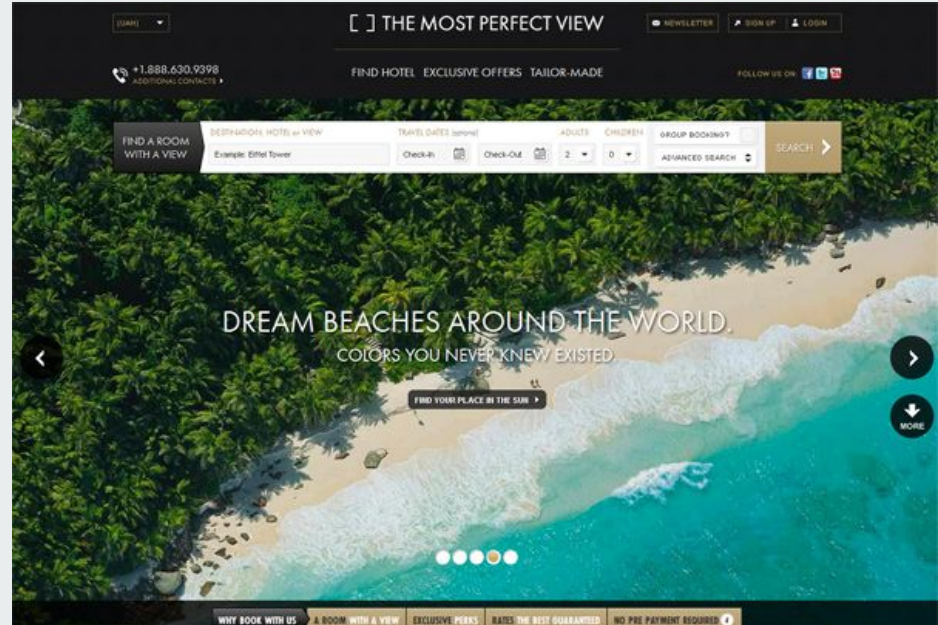 (UAH)
[ ] THE MOST PERFECT VIEW
NEWSLETTER
SIGN UP
LOGIN
+1.888.630.9398
ADDITIONAL CONTACTS
FIND HOTEL EXCLUSIVE OFFERS TAILOR-MADE
FOLLOW US ON:
FIND A ROOM
WITH A VIEW
DESTINATION, HOTEL or VIEW
Example: Eiffel Tower
TRAVEL DATES (optional)
Check-In
Check-Out
ADULTS
2
CHILDREN
0
GROUP BOOKING?
ADVANCED SEARCH
SEARCH
DREAM BEACHES AROUND THE WORLD.
COLORS YOU NEVER KNEW EXISTED.
FIND YOUR PLACE IN THE SUN
MORE
WHY BOOK WITH US
A ROOM WITH A VIEW
EXCLUSIVE PERKS
RATES THE BEST GUARANTEED
NO PRE PAYMENT REQUIRED